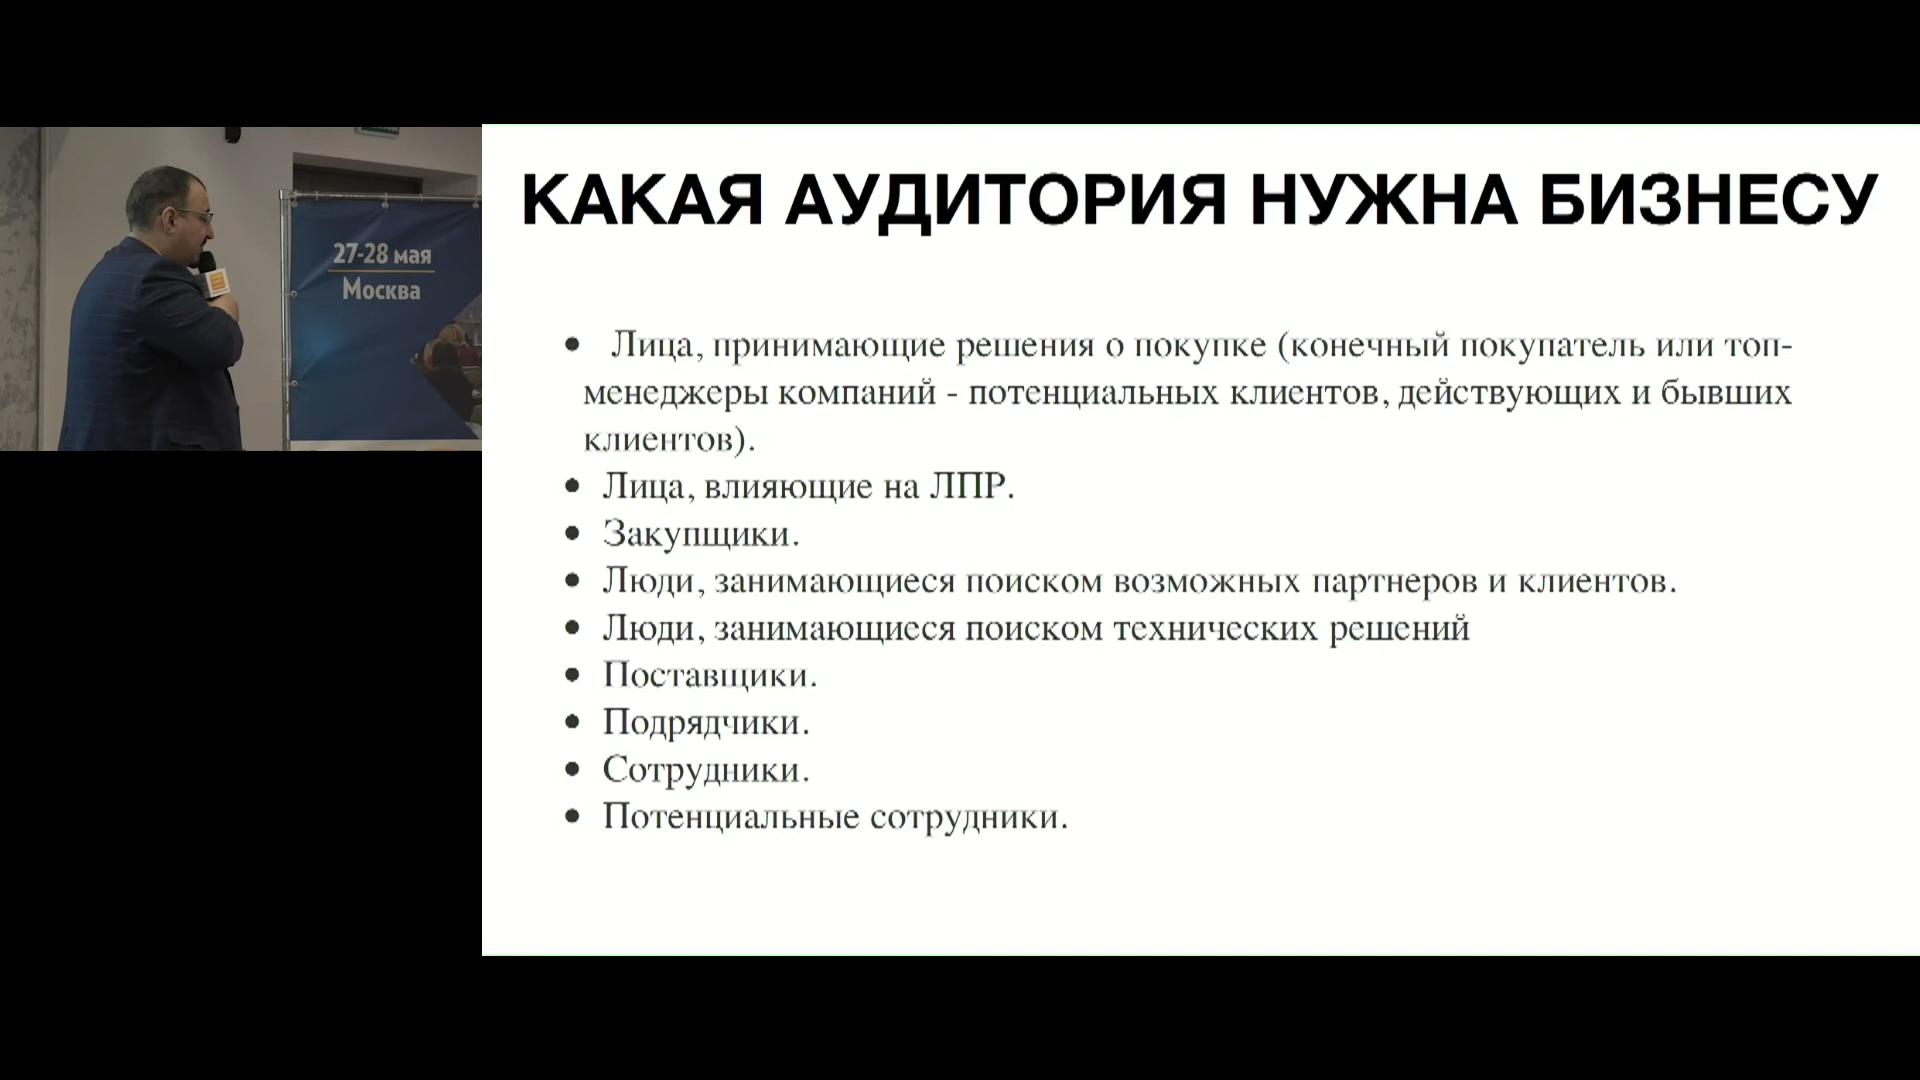 27-28 мая
Москва
КАКАЯ АУДИТОРИЯ НУЖНА БИЗНЕСУ
• Лица, принимающие решения о покупке (конечный покупатель или топ-
менеджеры компаний - потенциальных клиентов, действующих и бывших
клиентов).
• Лица, влияющие на ЛПР.
• Закупщики.
• Люди, занимающиеся поиском возможных партнеров и клиентов.
• Люди, занимающиеся поиском технических решений
• Поставщики.
• Подрядчики.
• Сотрудники.
• Потенциальные сотрудники.